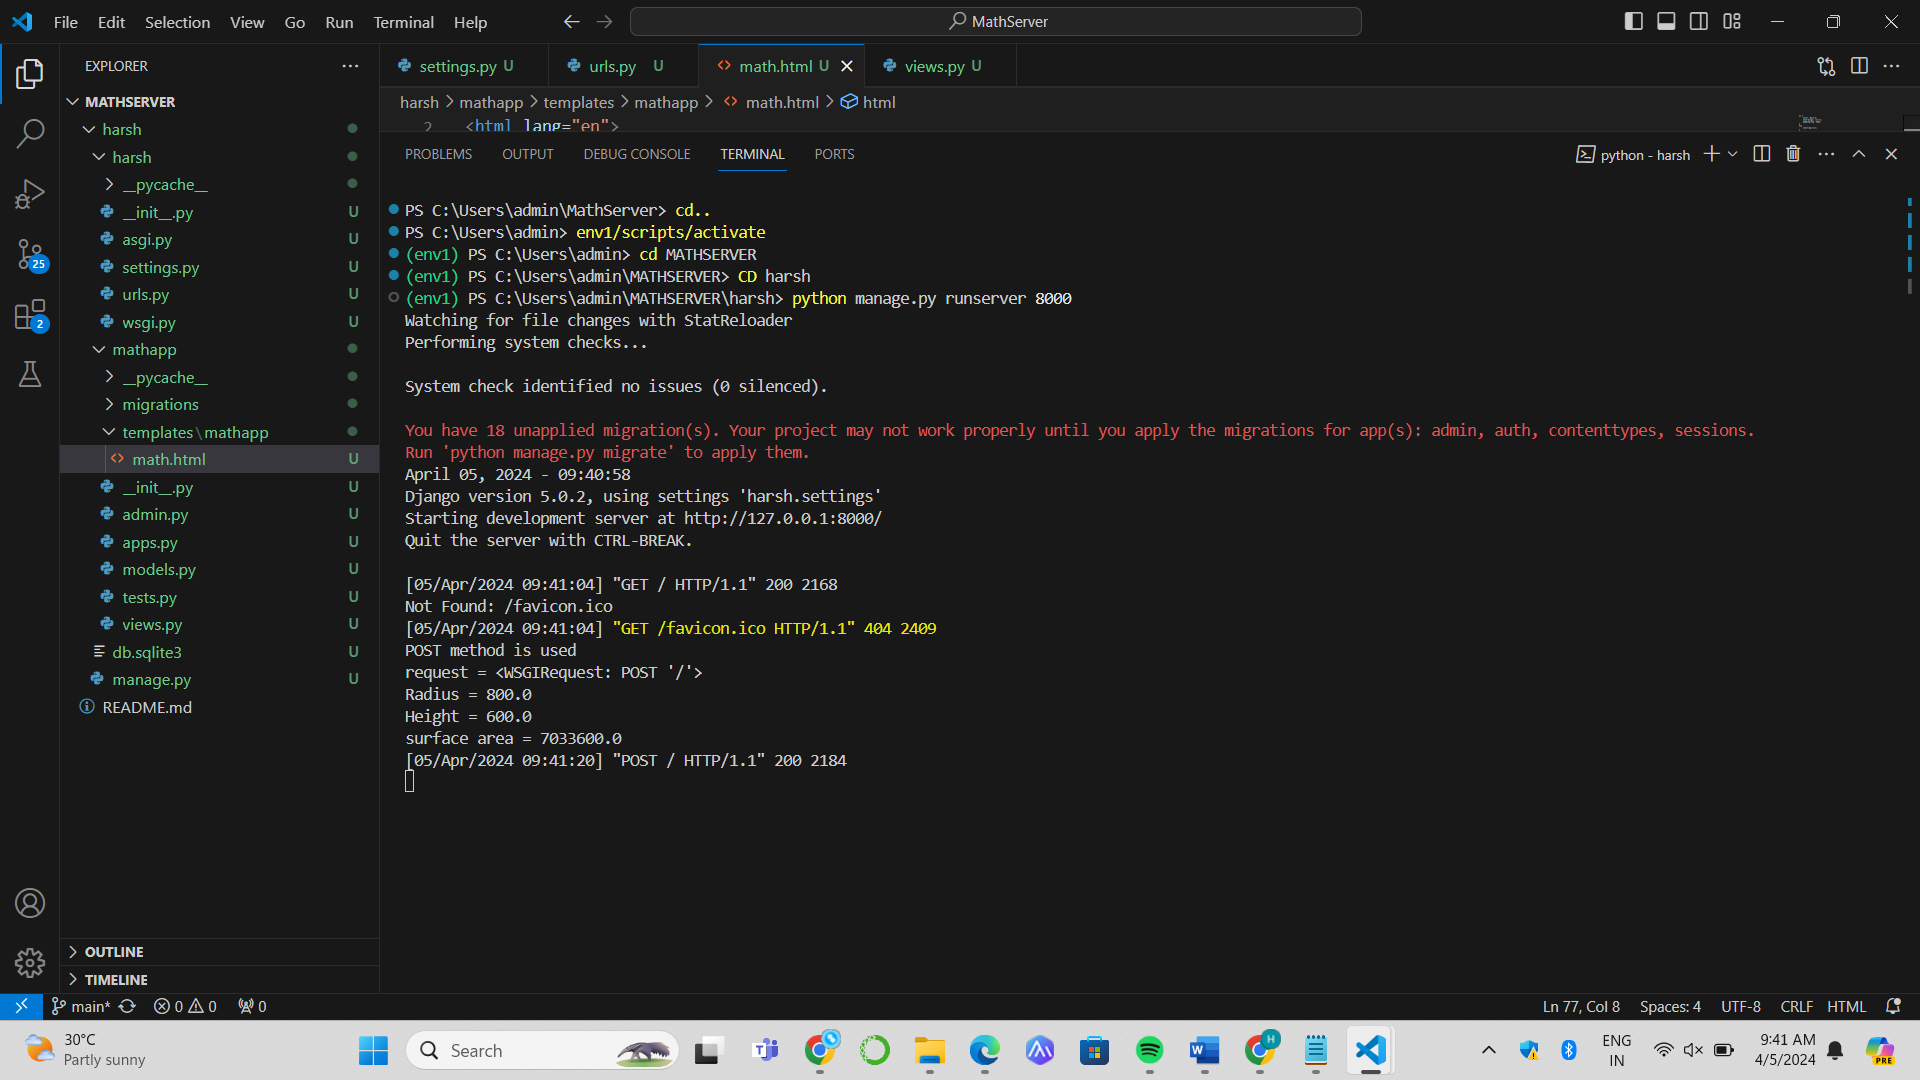 File Edit Selection View Go Run Terminal Help
MathServer
EXPLORER
MATHSERVER
harsh
harsh
__pycache__
__init__.py U
asgi.py U
settings.py U
urls.py U
wsgi.py U
mathapp
__pycache__
migrations
templates\mathapp
math.html U
__init__.py U
admin.py U
apps.py U
models.py U
tests.py U
views.py U
db.sqlite3 U
manage.py U
README.md
OUTLINE
TIMELINE
25
2
settings.py U urls.py U math.html U views.py U
harsh > mathapp > templates > mathapp > math.html > html
2 <html lang="en">
PROBLEMS OUTPUT DEBUG CONSOLE TERMINAL PORTS
python - harsh
PS C:\Users\admin\MathServer> cd..
PS C:\Users\admin> env1/scripts/activate
(env1) PS C:\Users\admin> cd MATHSERVER
(env1) PS C:\Users\admin\MATHSERVER> CD harsh
(env1) PS C:\Users\admin\MATHSERVER\harsh> python manage.py runserver 8000
Watching for file changes with StatReloader
Performing system checks...
System check identified no issues (0 silenced).
You have 18 unapplied migration(s). Your project may not work properly until you apply the migrations for app(s): admin, auth, contenttypes, sessions.
Run 'python manage.py migrate' to apply them.
April 05, 2024 - 09:40:58
Django version 5.0.2, using settings 'harsh.settings'
Starting development server at http://127.0.0.1:8000/
Quit the server with CTRL-BREAK.
[05/Apr/2024 09:41:04] "GET / HTTP/1.1" 200 2168
Not Found: /favicon.ico
[05/Apr/2024 09:41:04] "GET /favicon.ico HTTP/1.1" 404 2409
POST method is used
request = <WSGIRequest: POST '/'>
Radius = 800.0
Height = 600.0
surface area = 7033600.0
[05/Apr/2024 09:41:20] "POST / HTTP/1.1" 200 2184
main* 0 0 0
Ln 77, Col 8 Spaces: 4 UTF-8 CRLF HTML
30°C
Partly sunny
Search
H
ENG
IN
9:41 AM
4/5/2024
PRE